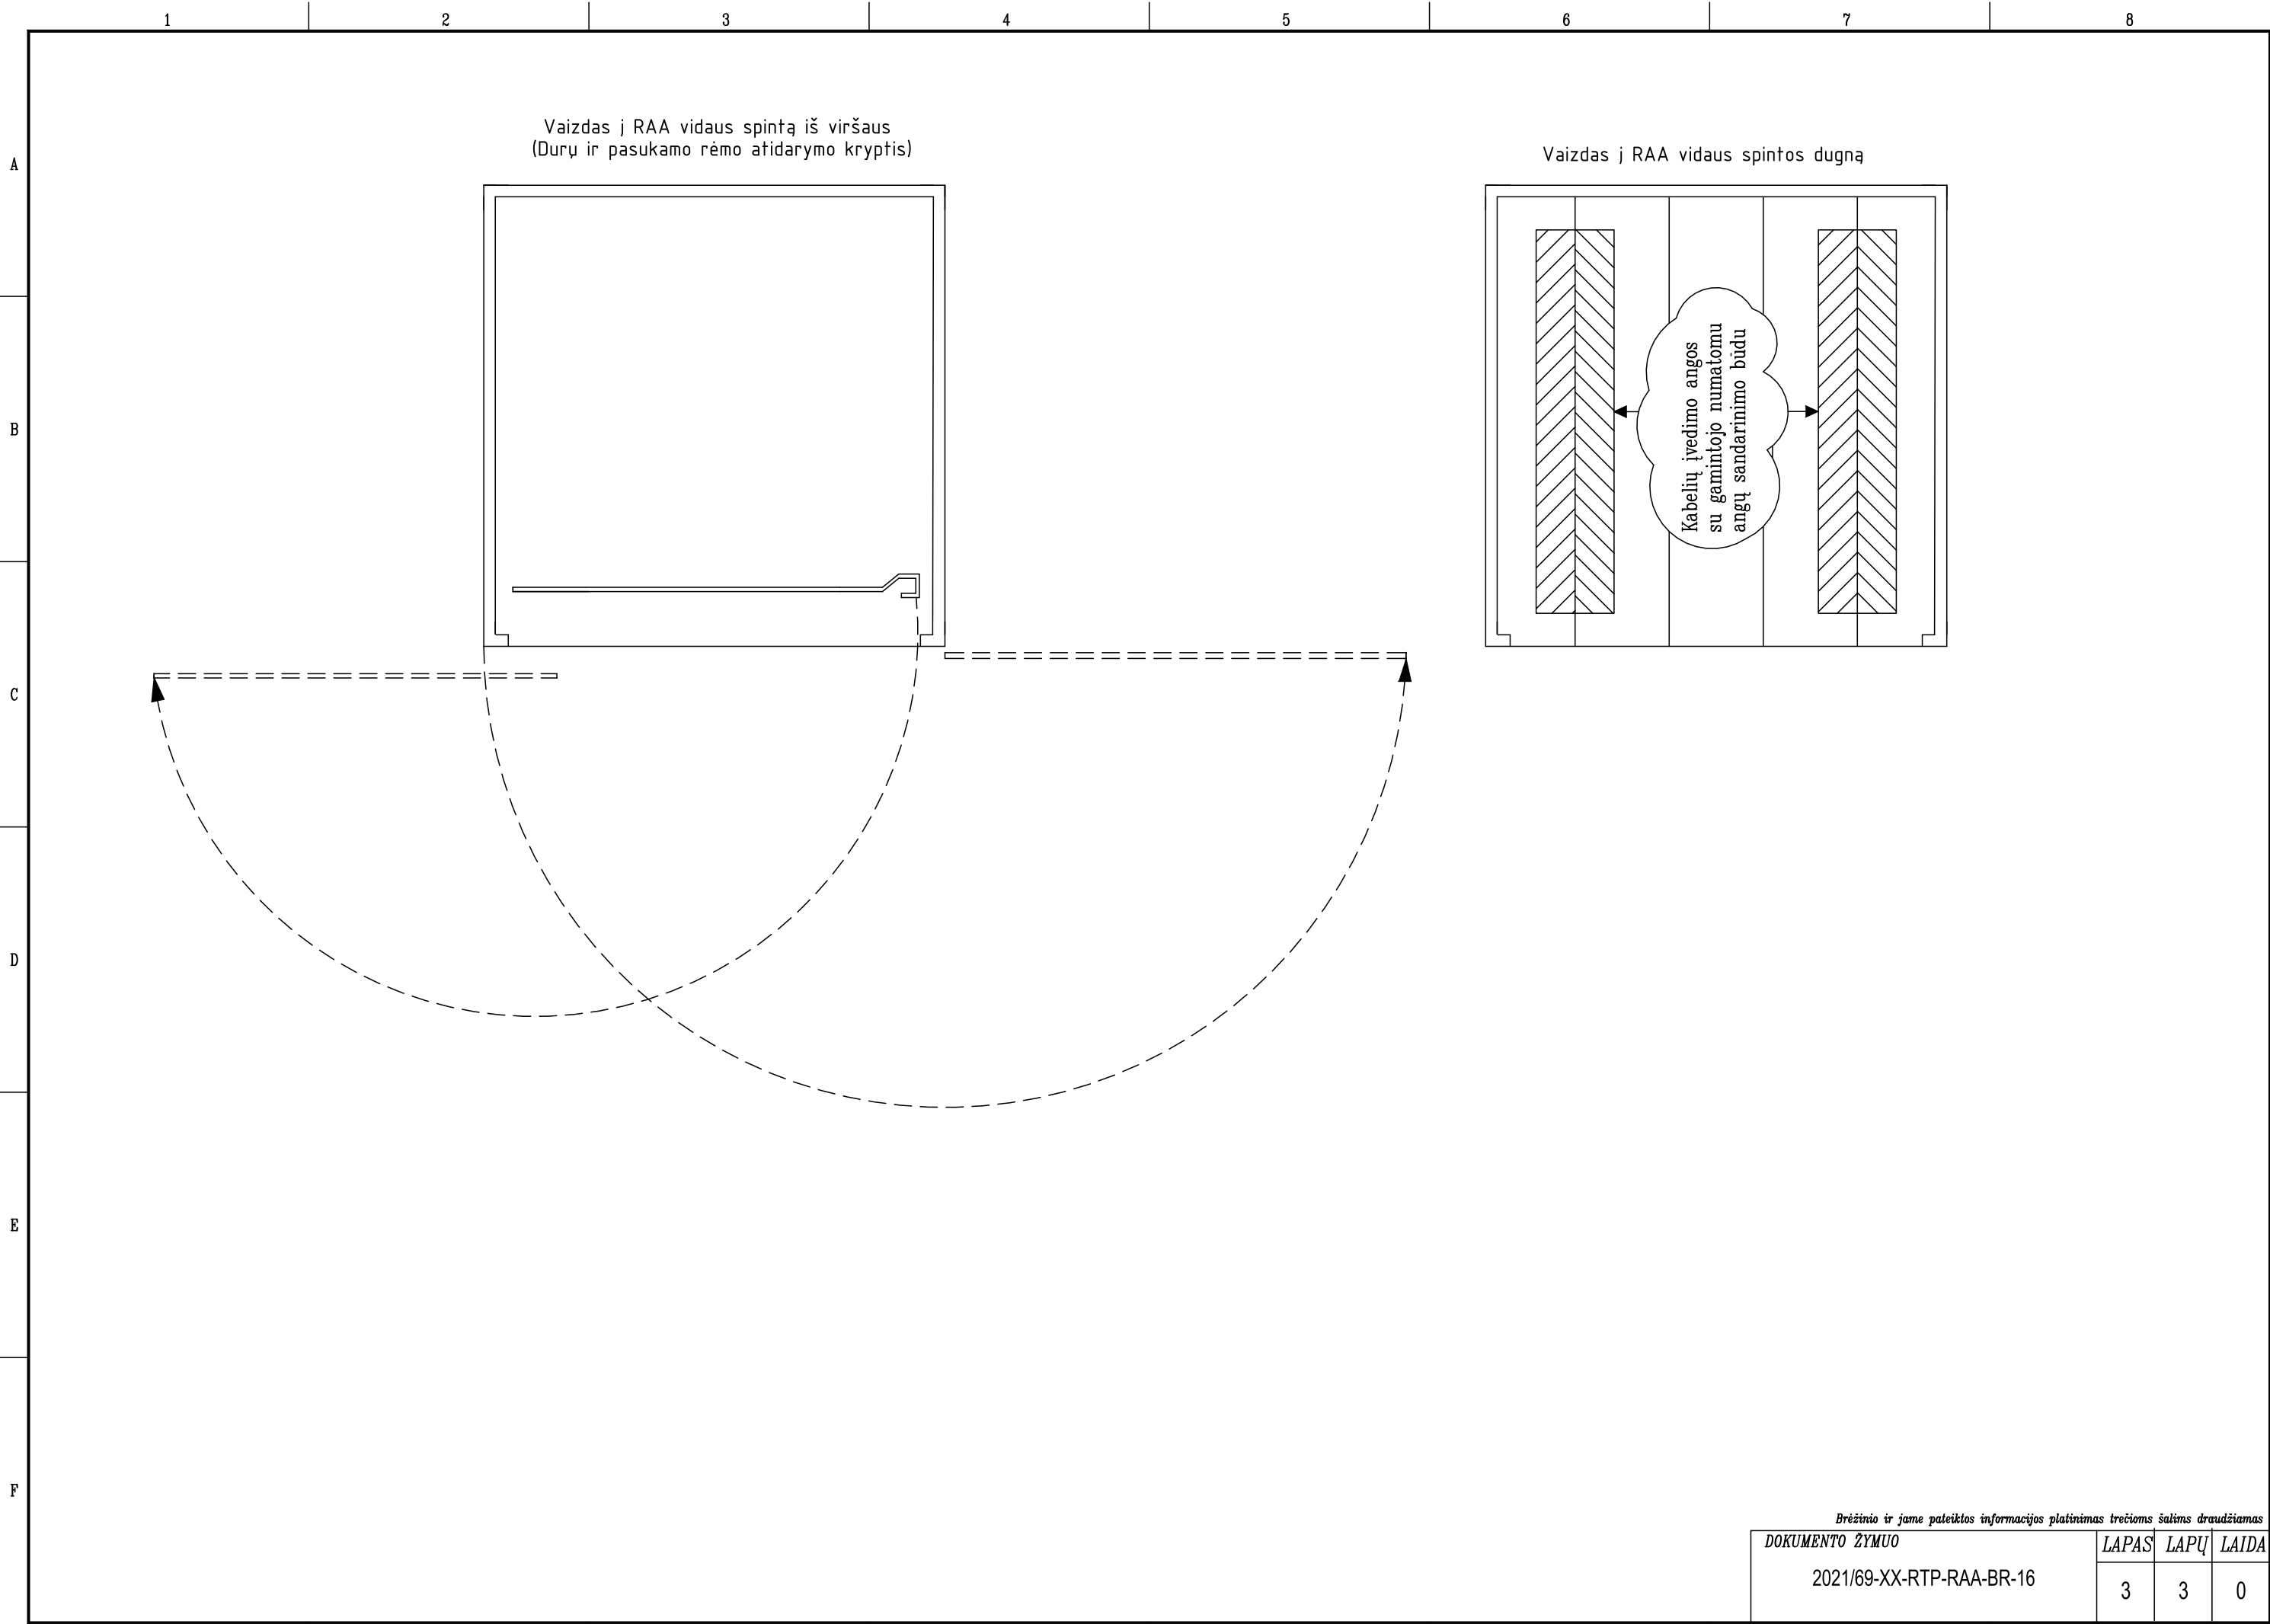 1 2 3 4 5 6 7 8
Vaizdas į RAA vidaus spintą iš viršaus
(Durų ir pasukamo rėmo atidarymo kryptis)
Vaizdas į RAA vidaus spintos dugną
A
B
C
D
E
F
Kabelių įvedimo angos
su gamintojo numatomu
angų sandarinimo būdu
Brėžinio ir jame pateiktos informacijos platinimas trečioms šalims draudžiamas
DOKUMENTO ŽYMUO LAPAS LAPŲ LAIDA
2021/69-XX-RTP-RAA-BR-16 3 3 0